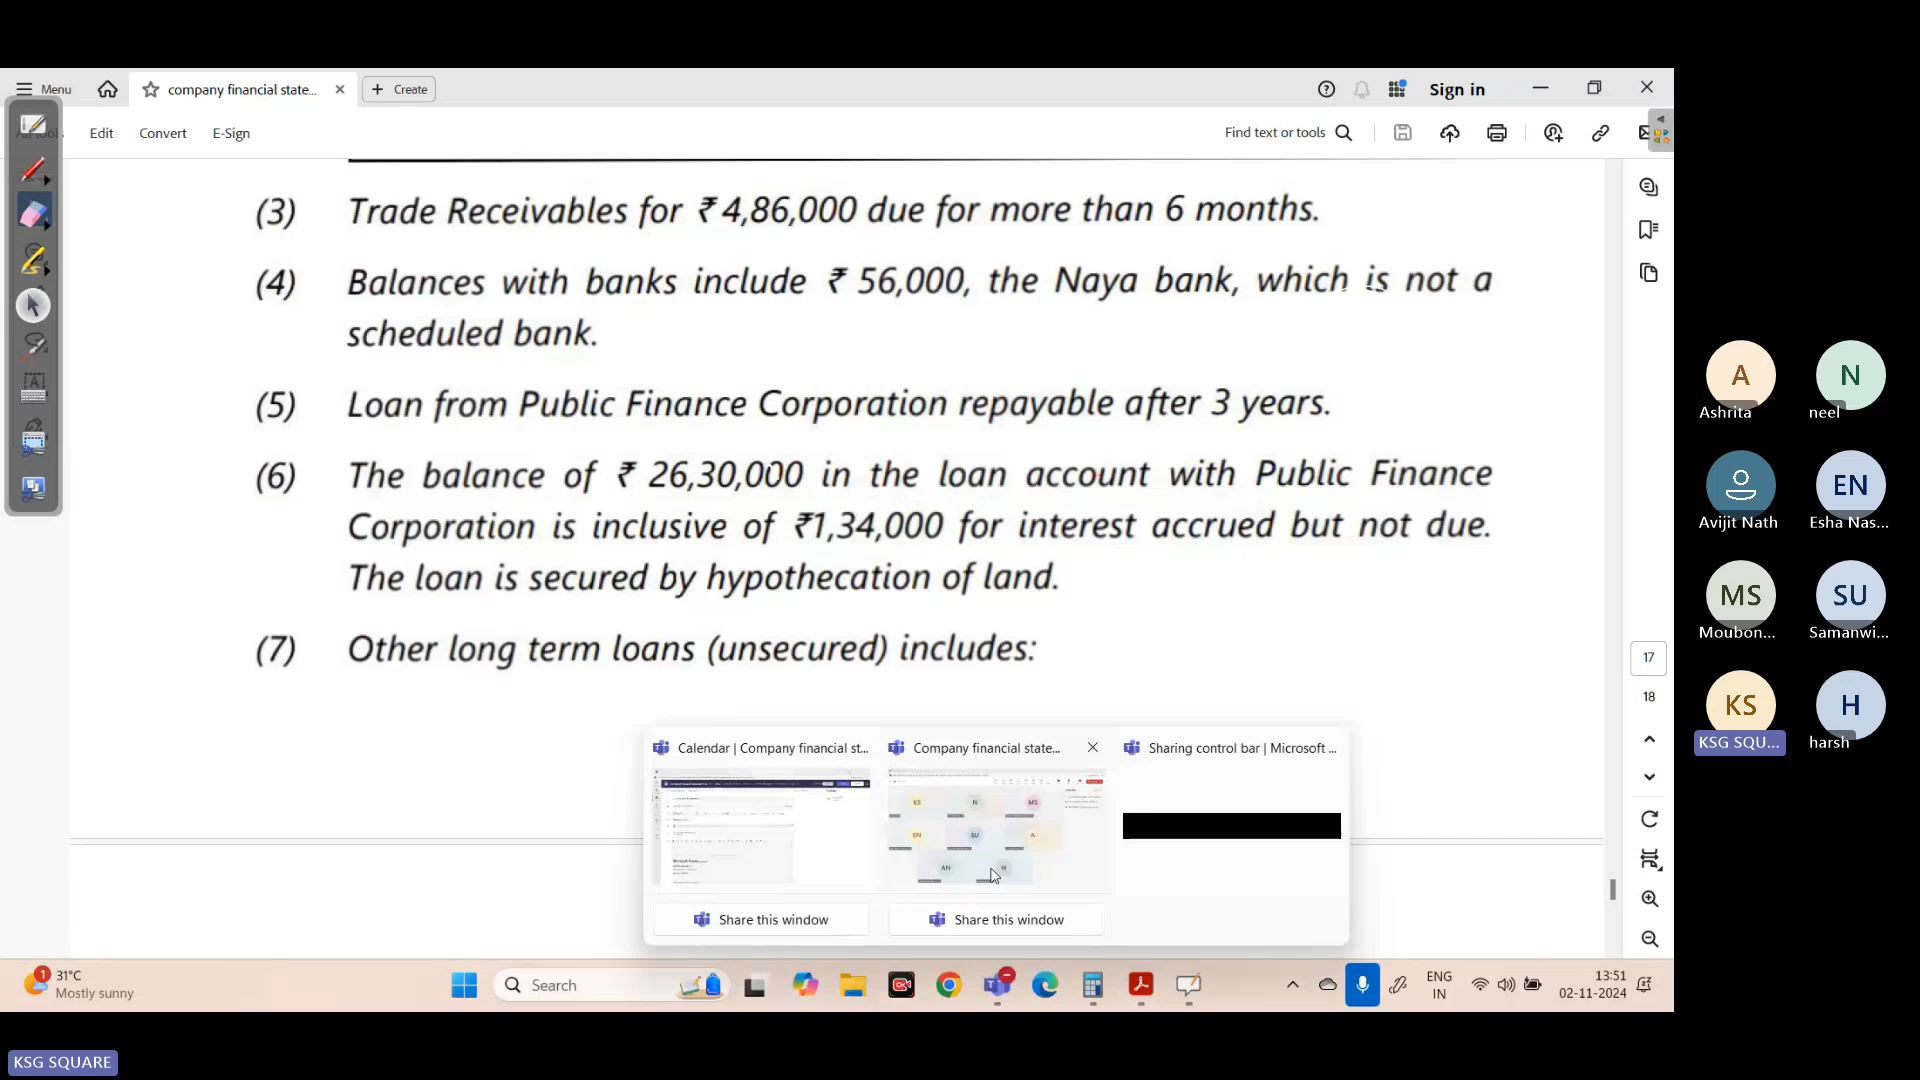 Menu
company financial state...
Create
Sign in
Edit
Convert
E-Sign
Find text or tools
(3) Trade Receivables for ₹ 4,86,000 due for more than 6 months.
(4) Balances with banks include ₹ 56,000, the Naya bank, which is not a
scheduled bank.
(5) Loan from Public Finance Corporation repayable after 3 years.
(6) The balance of ₹ 26,30,000 in the loan account with Public Finance
Corporation is inclusive of ₹1,34,000 for interest accrued but not due.
The loan is secured by hypothecation of land.
(7) Other long term loans (unsecured) includes:
17
18
Calendar | Company financial st...
Company financial state...
Sharing control bar | Microsoft ...
KS
N
MS
EN
SU
A
AN
H
Share this window
Share this window
1
31°C
Mostly sunny
Search
ENG
IN
13:51
02-11-2024
A
Ashrita
N
neel
Avijit Nath
EN
Esha Nas...
MS
Moubon...
SU
Samanwi...
KS
KSG SQU...
H
harsh
KSG SQUARE